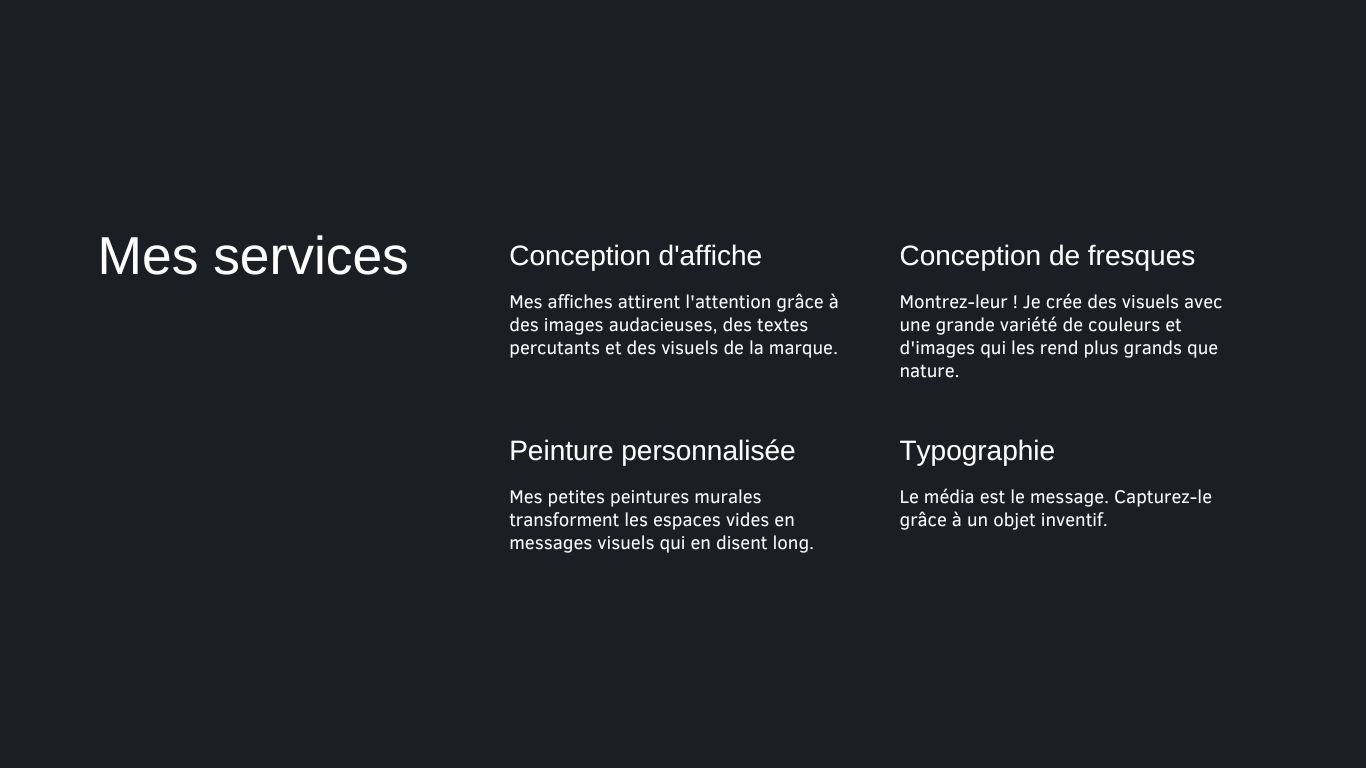 Mes services
Conception d'affiche
Mes affiches attirent l'attention grâce à
des images audacieuses, des textes
percutants et des visuels de la marque.
Conception de fresques
Montrez-leur ! Je crée des visuels avec
une grande variété de couleurs et
d'images qui les rend plus grands que
nature.
Peinture personnalisée
Mes petites peintures murales
transforment les espaces vides en
messages visuels qui en disent long.
Typographie
Le média est le message. Capturez-le
grâce à un objet inventif.